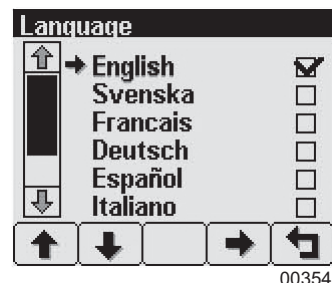 Language
English
Svenska
Francais
Deutsch
Español
Italiano
00354